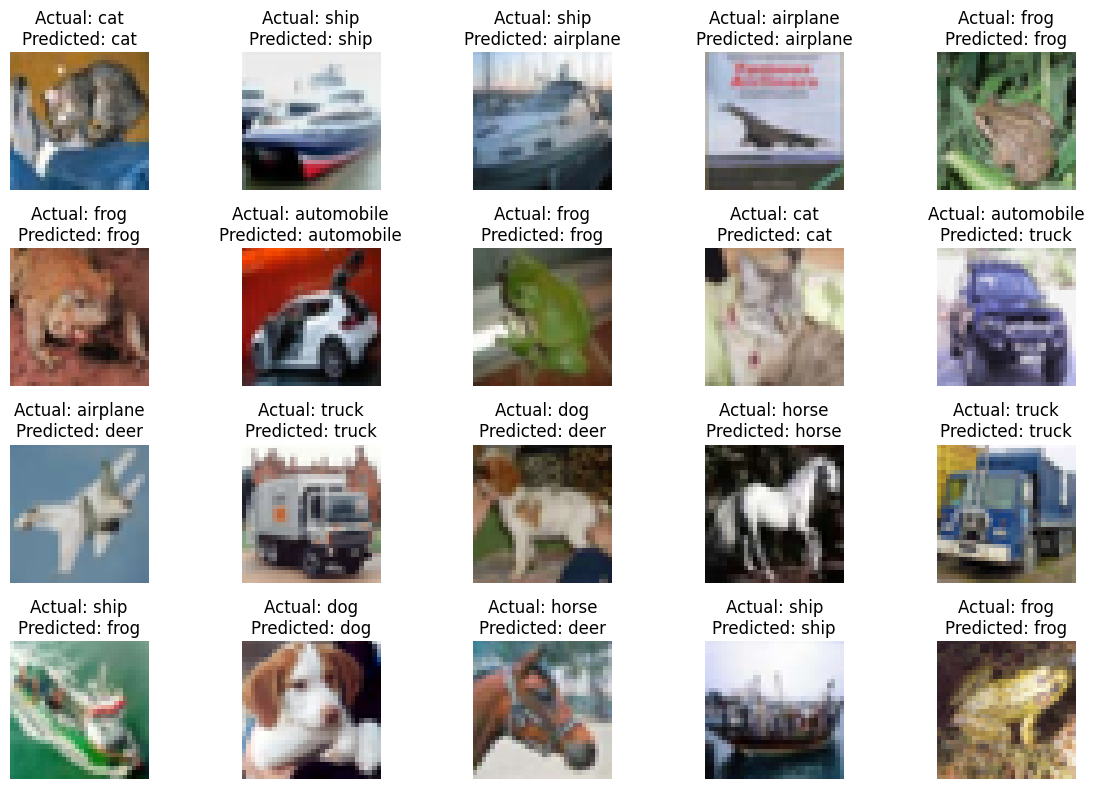 Actual: cat
Predicted: cat
Actual: ship
Predicted: ship
Actual: ship
Predicted: airplane
Actual: airplane
Predicted: airplane
Actual: frog
Predicted: frog
Actual: frog
Predicted: frog
Actual: automobile
Predicted: automobile
Actual: frog
Predicted: frog
Actual: cat
Predicted: cat
Actual: automobile
Predicted: truck
Actual: airplane
Predicted: deer
Actual: truck
Predicted: truck
Actual: dog
Predicted: deer
Actual: horse
Predicted: horse
Actual: truck
Predicted: truck
Actual: ship
Predicted: frog
Actual: dog
Predicted: dog
Actual: horse
Predicted: deer
Actual: ship
Predicted: ship
Actual: frog
Predicted: frog